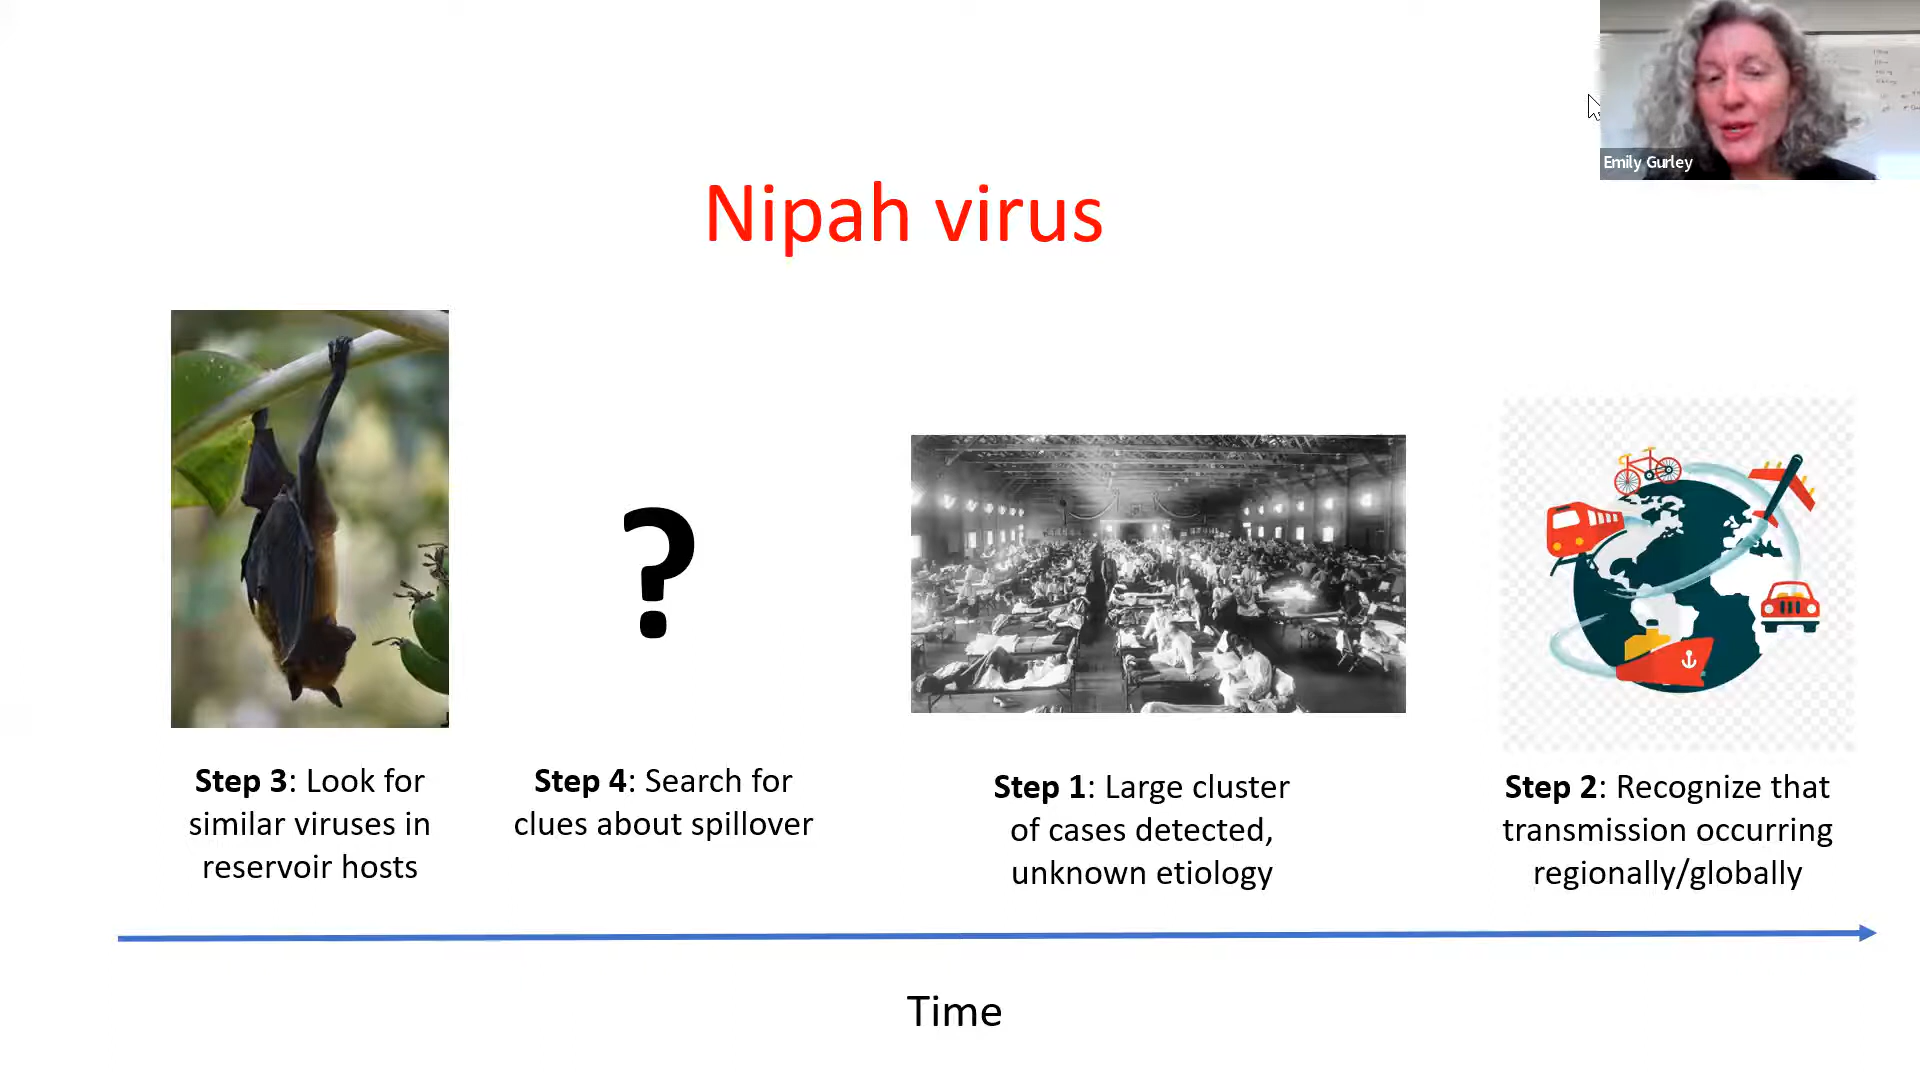 Emily Gurley
Nipah virus
?
Step 3: Look for
similar viruses in
reservoir hosts
Step 4: Search for
clues about spillover
Step 1: Large cluster
of cases detected,
unknown etiology
Step 2: Recognize that
transmission occurring
regionally/globally
Time